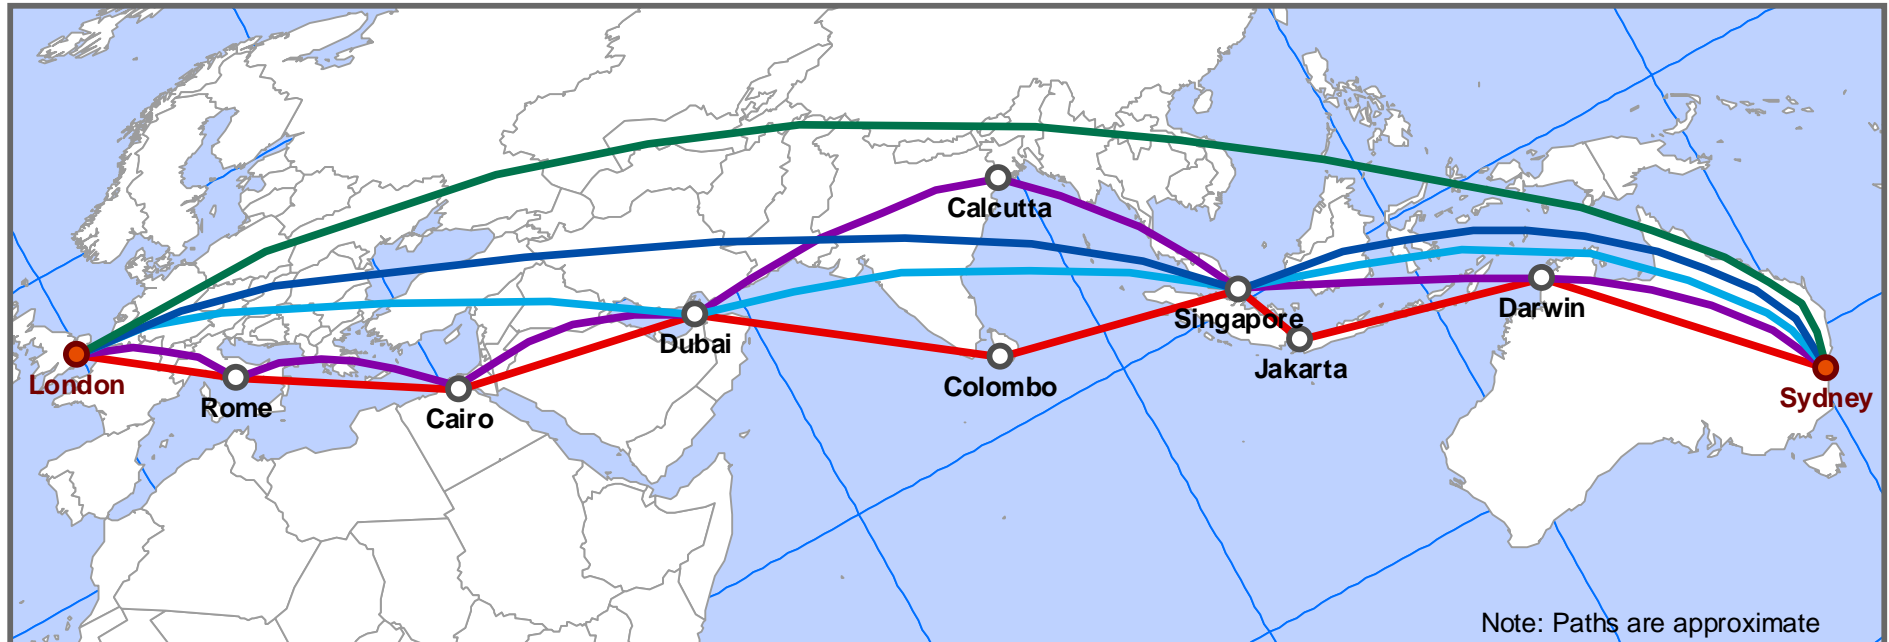 Calcutta
Dubai
Singapore
Darwin
London
Rome
Cairo
Colombo
Jakarta
Sydney
Note: Paths are approximate